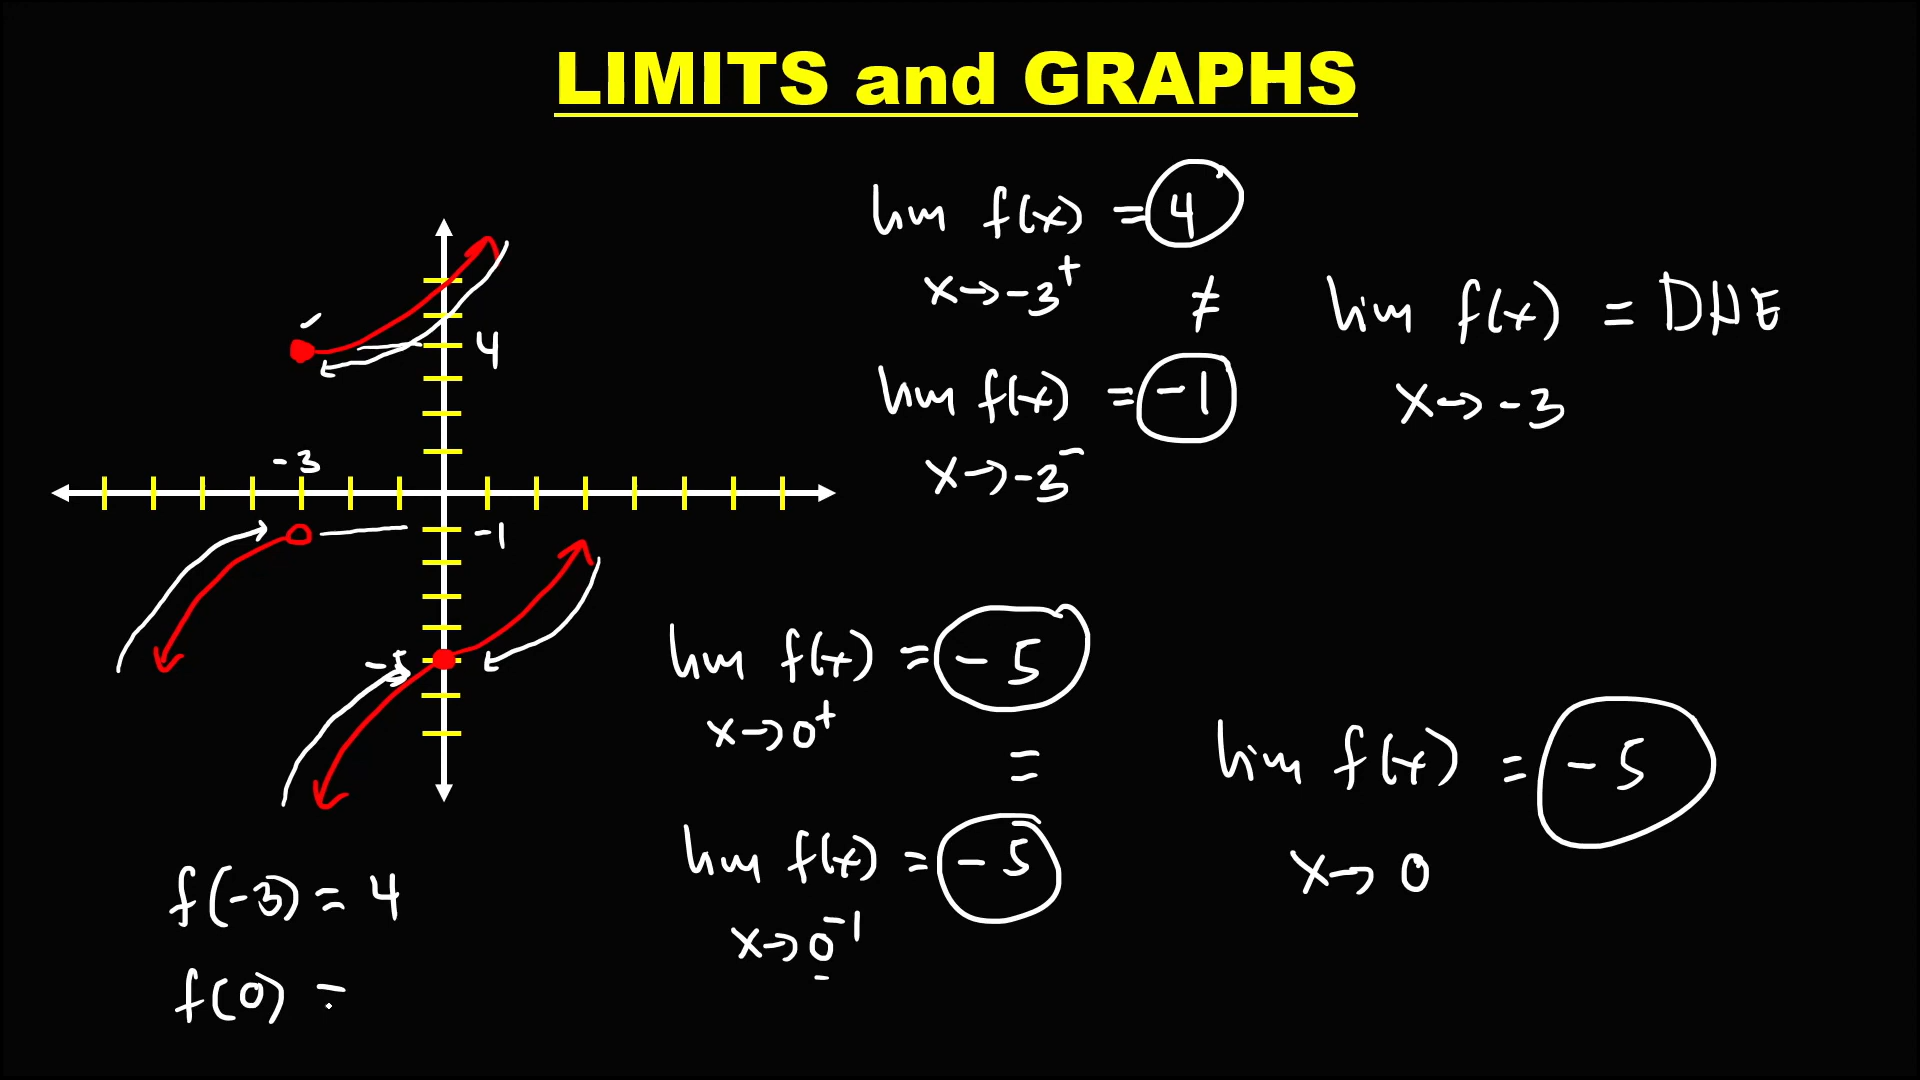 LIMITS and GRAPHS
lim f(x) = 4
x→-3⁺
≠
lim f(x) = -1
x→-3⁻
lim f(x) = DNE
x→-3
4
-3
-1
-5
lim f(x) = -5
x→0⁺
=
lim f(x) = -5
x→0⁻¹
lim f(x) = -5
x→0
f(-3) = 4
f(0) =